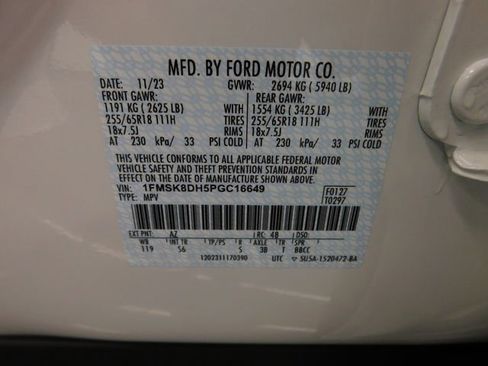 MFD. BY FORD MOTOR CO.
DATE: 11/23 GVWR: 2694 KG ( 5940 LB)
FRONT GAWR: REAR GAWR:
1191 KG ( 2625 LB) WITH 1554 KG ( 3425 LB) WITH
255/65R18 111H TIRES 255/65R18 111H TIRES
18x7.5J RIMS 18x7.5J RIMS
AT 230 kPa/ 33 PSI COLD AT 230 kPa/ 33 PSI COLD
THIS VEHICLE CONFORMS TO ALL APPLICABLE FEDERAL MOTOR
VEHICLE SAFETY AND THEFT PREVENTION STANDARDS IN
EFFECT ON THE DATE OF MANUFACTURE SHOWN ABOVE.
VIN: 1FMSK8DH5PGC16649 F0127
TYPE: MPV T0297
EXT PNT: AZ RC: 48 DSO:
WB INT TR TP/PS R AXLE TR SPR
119 S6 5 3B T BBCC
1202311170390 UTC 5U5A-1520472-BA